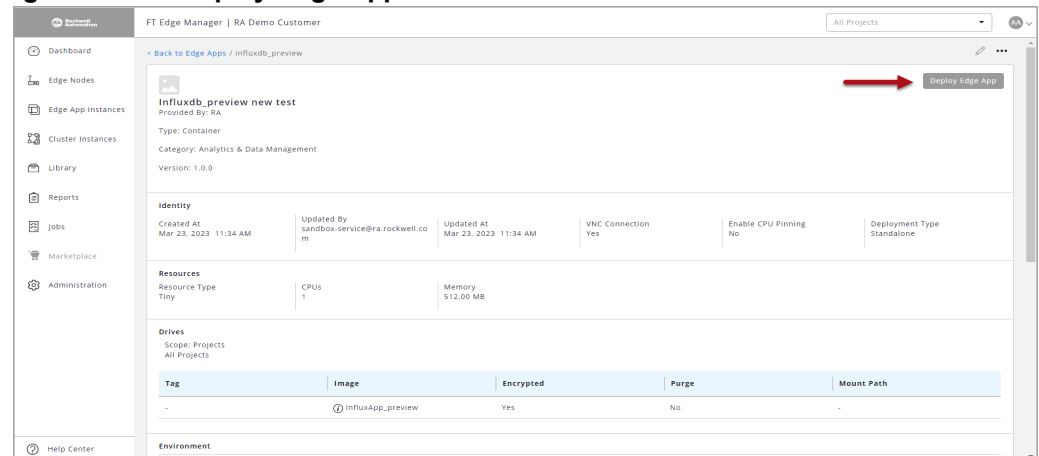 Rockwell
Automation
FT Edge Manager | RA Demo Customer
All Projects
AA
Dashboard
Edge Nodes
Edge App Instances
Cluster Instances
Library
Reports
Jobs
Marketplace
Administration
Help Center
< Back to Edge Apps / influxdb_preview
Deploy Edge App
Influxdb_preview new test
Provided By: RA
Type: Container
Category: Analytics & Data Management
Version: 1.0.0
Identity
Created At
Mar 23, 2023 11:34 AM
Updated By
sandbox-service@ra.rockwell.co
m
Updated At
Mar 23, 2023 11:34 AM
VNC Connection
Yes
Enable CPU Pinning
No
Deployment Type
Standalone
Resources
Resource Type
Tiny
CPUs
1
Memory
512.00 MB
Drives
Scope: Projects
All Projects
Tag Image Encrypted Purge Mount Path
- InfluxApp_preview Yes No -
Environment